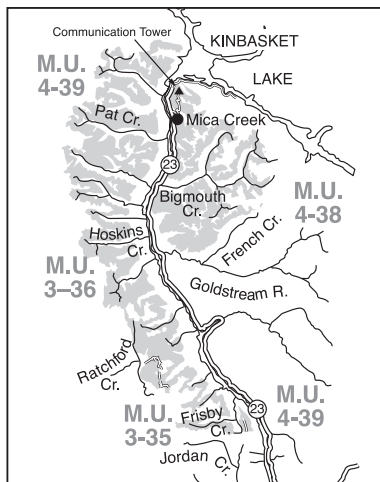 Communication Tower
KINBASKET
LAKE
M.U.
4-39
Pat Cr.
Mica Creek
23
Bigmouth
Cr.
M.U.
4-38
French Cr.
Hoskins
Cr.
M.U.
3–36
Goldstream R.
Ratchford
Cr.
M.U.
3-35
Frisby
Cr.
23
M.U.
4-39
Jordan
Cr.